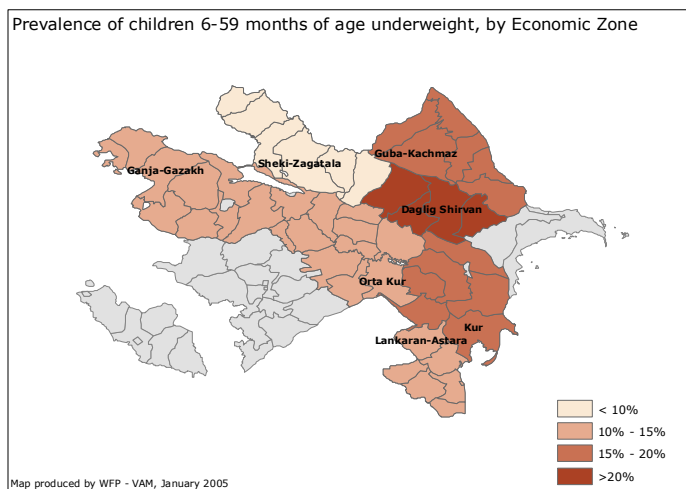 Prevalence of children 6-59 months of age underweight, by Economic Zone
Guba-Kachmaz
Sheki-Zagatala
Ganja-Gazakh
Daglig Shirvan
Orta Kur
Kur
Lankaran-Astara
< 10%
10% - 15%
15% - 20%
>20%
Map produced by WFP - VAM, January 2005